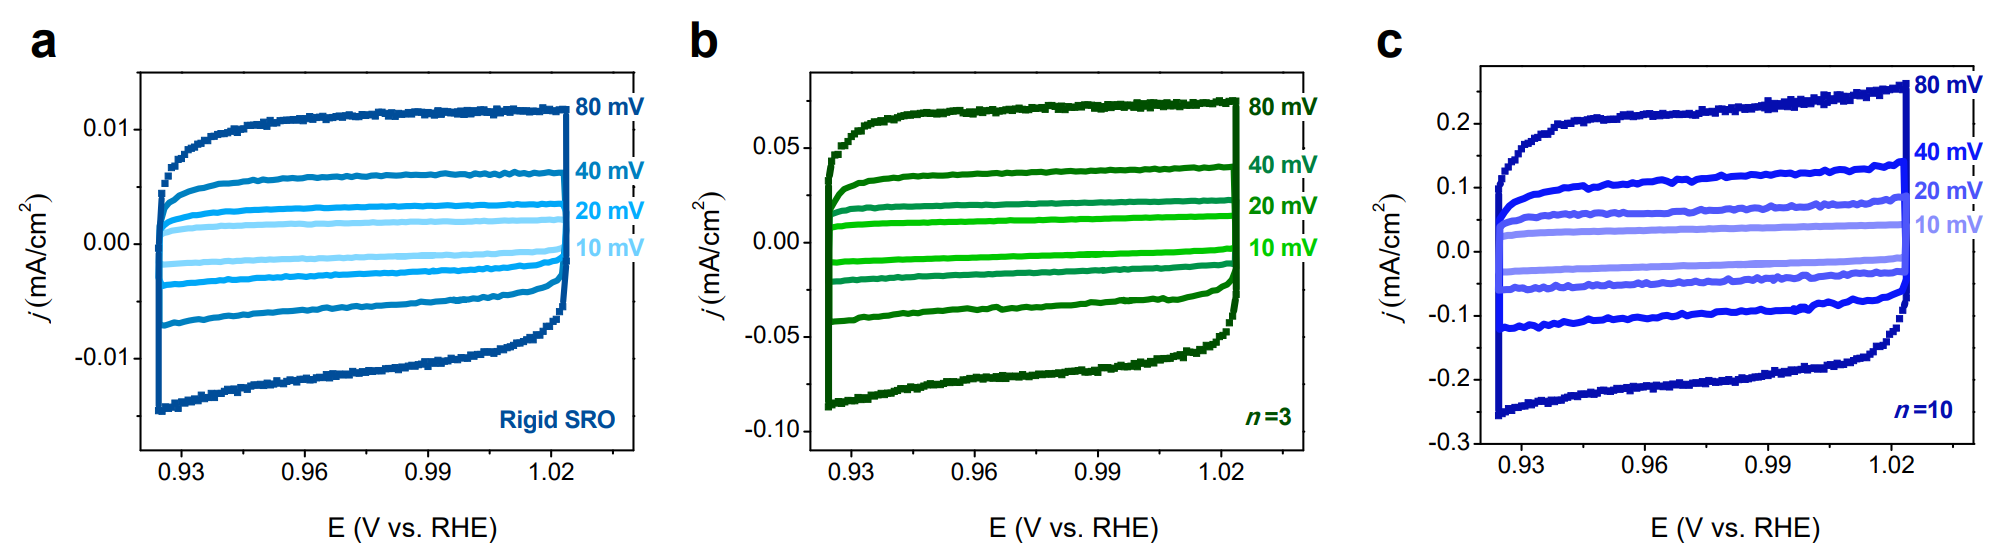 a
80 mV
40 mV
20 mV
10 mV
0.01
0.00
-0.01
j (mA/cm2)
Rigid SRO
0.93 0.96 0.99 1.02
E (V vs. RHE)
b
80 mV
40 mV
20 mV
10 mV
0.05
0.00
-0.05
-0.10
j (mA/cm2)
n=3
0.93 0.96 0.99 1.02
E (V vs. RHE)
c
80 mV
40 mV
20 mV
10 mV
0.2
0.1
0.0
-0.1
-0.2
-0.3
j (mA/cm2)
n=10
0.93 0.96 0.99 1.02
E (V vs. RHE)